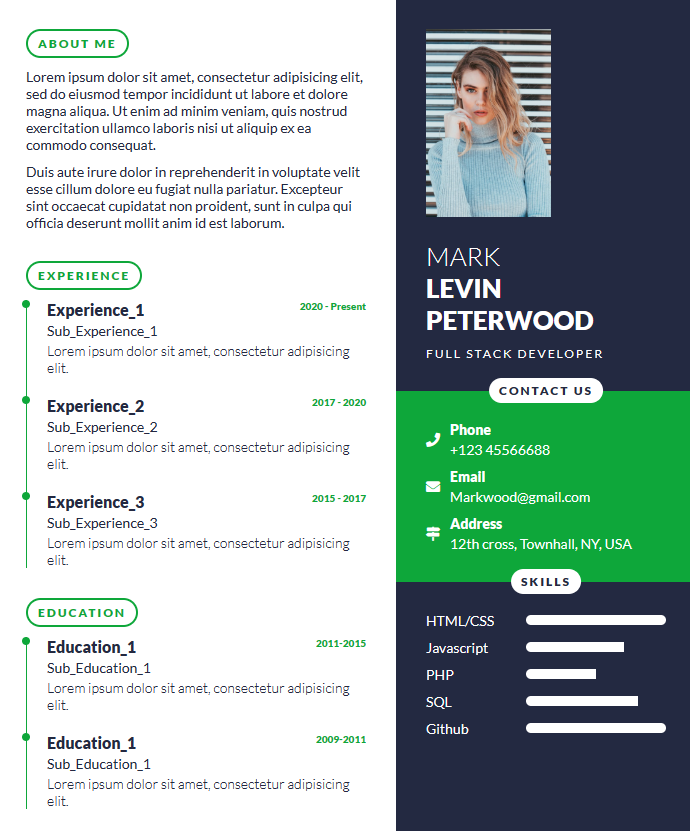 ABOUT ME
Lorem ipsum dolor sit amet, consectetur adipisicing elit,
sed do eiusmod tempor incididunt ut labore et dolore
magna aliqua. Ut enim ad minim veniam, quis nostrud
exercitation ullamco laboris nisi ut aliquip ex ea
commodo consequat.
Duis aute irure dolor in reprehenderit in voluptate velit
esse cillum dolore eu fugiat nulla pariatur. Excepteur
sint occaecat cupidatat non proident, sunt in culpa qui
officia deserunt mollit anim id est laborum.
EXPERIENCE
Experience_1 2020 - Present
Sub_Experience_1
Lorem ipsum dolor sit amet, consectetur adipisicing
elit.
Experience_2 2017 - 2020
Sub_Experience_2
Lorem ipsum dolor sit amet, consectetur adipisicing
elit.
Experience_3 2015 - 2017
Sub_Experience_3
Lorem ipsum dolor sit amet, consectetur adipisicing
elit.
EDUCATION
Education_1 2011-2015
Sub_Education_1
Lorem ipsum dolor sit amet, consectetur adipisicing
elit.
Education_1 2009-2011
Sub_Education_1
Lorem ipsum dolor sit amet, consectetur adipisicing
elit.
MARK
LEVIN
PETERWOOD
FULL STACK DEVELOPER
CONTACT US
Phone
+123 45566688
Email
Markwood@gmail.com
Address
12th cross, Townhall, NY, USA
SKILLS
HTML/CSS
Javascript
PHP
SQL
Github